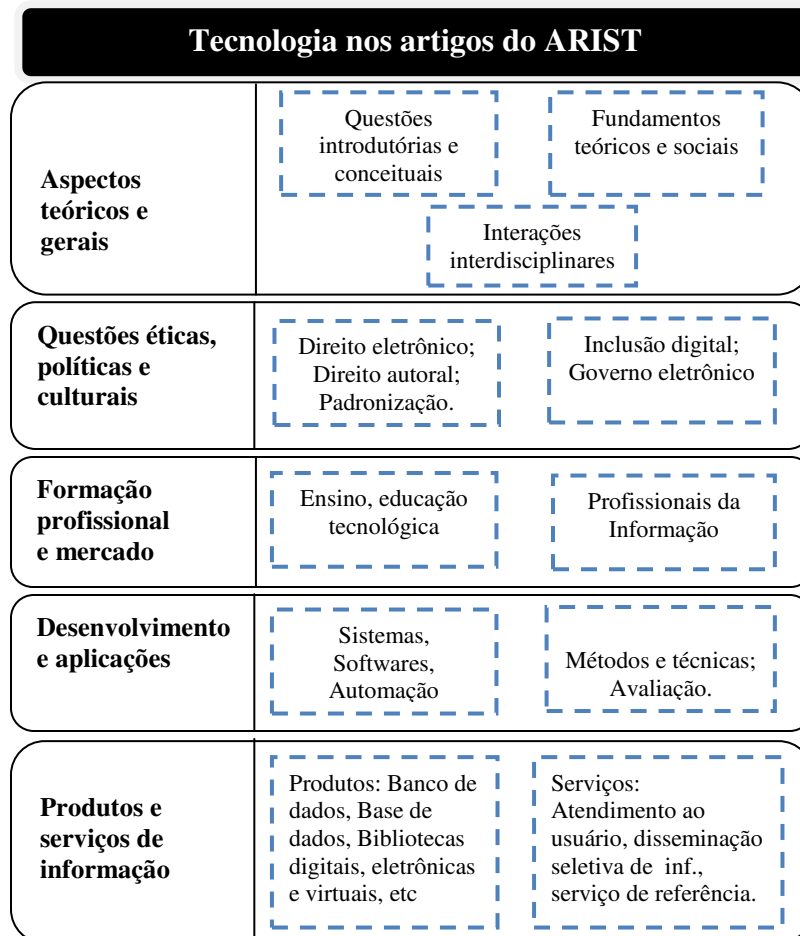 Tecnologia nos artigos do ARIST
Aspectos
teóricos e
gerais
Questões
introdutórias e
conceituais
Fundamentos
teóricos e sociais
Interações
interdisciplinares
Questões éticas,
políticas e
culturais
Direito eletrônico;
Direito autoral;
Padronização.
Inclusão digital;
Governo eletrônico
Formação
profissional
e mercado
Ensino, educação
tecnológica
Profissionais da
Informação
Desenvolvimento
e aplicações
Sistemas,
Softwares,
Automação
Métodos e técnicas;
Avaliação.
Produtos e
serviços de
informação
Produtos: Banco de
dados, Base de
dados, Bibliotecas
digitais, eletrônicas
e virtuais, etc
Serviços:
Atendimento ao
usuário, disseminação
seletiva de inf.,
serviço de referência.